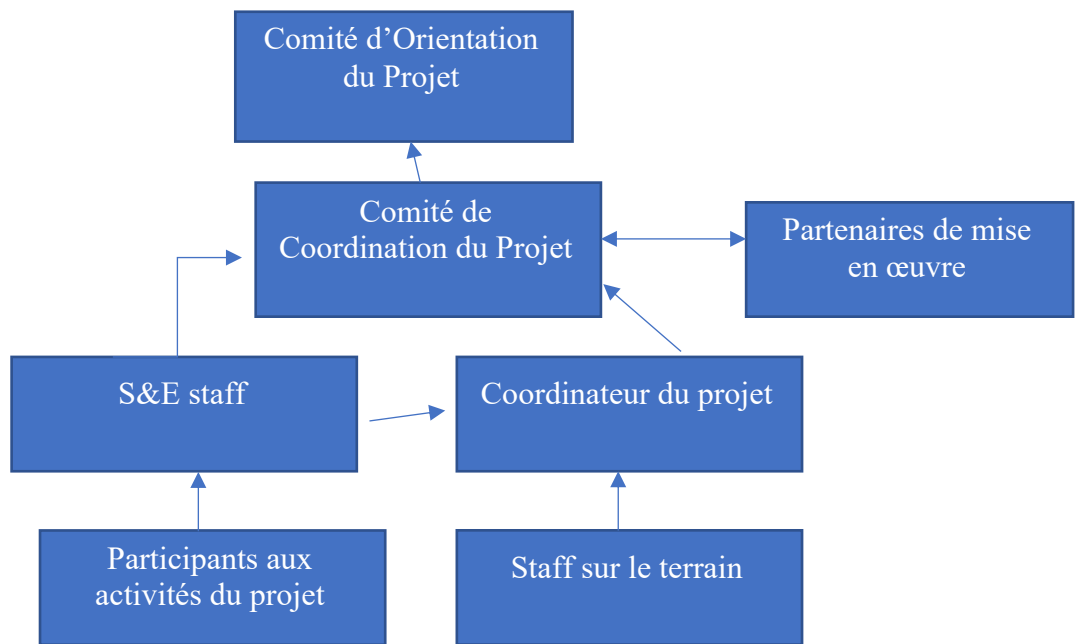 Comité d’Orientation
du Projet
Comité de
Coordination du Projet
Partenaires de mise
en œuvre
S&E staff
Coordinateur du projet
Participants aux
activités du projet
Staff sur le terrain